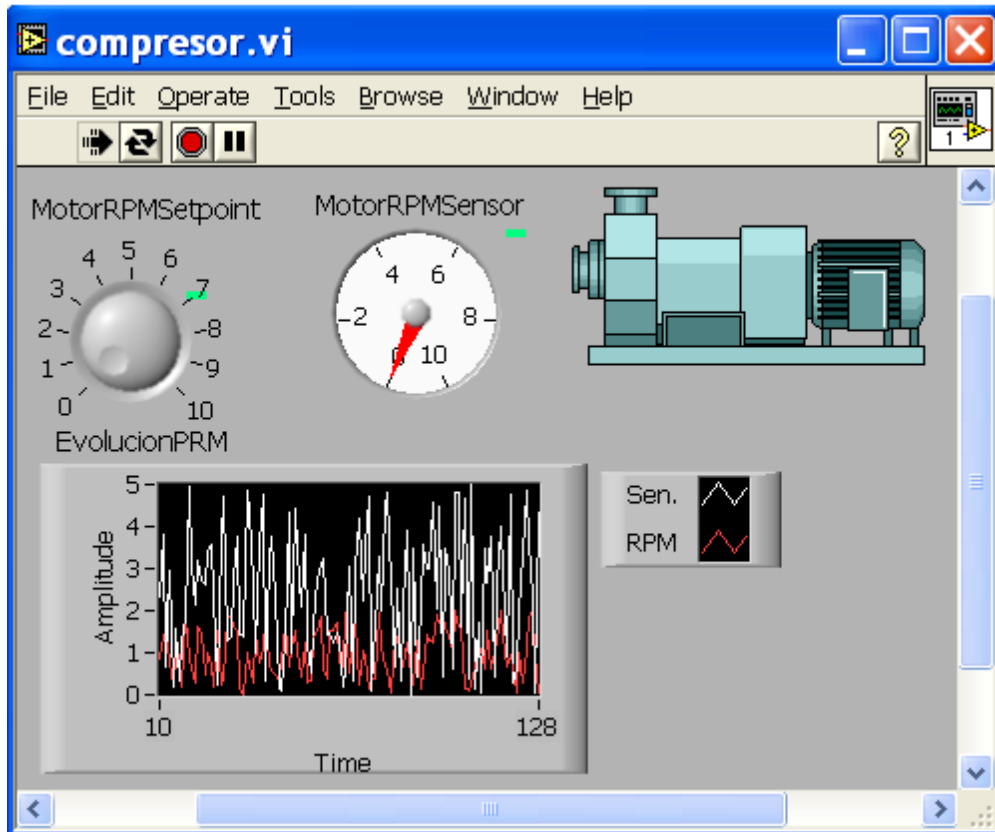 compresor.vi
File Edit Operate Tools Browse Window Help
1
MotorRPMSetpoint
0
1
2
3
4
5
6
7
8
9
10
MotorRPMSensor
0
2
4
6
8
10
EvolucionPRM
Amplitude
5
4
3
2
1
0
10 128
Time
Sen.
RPM